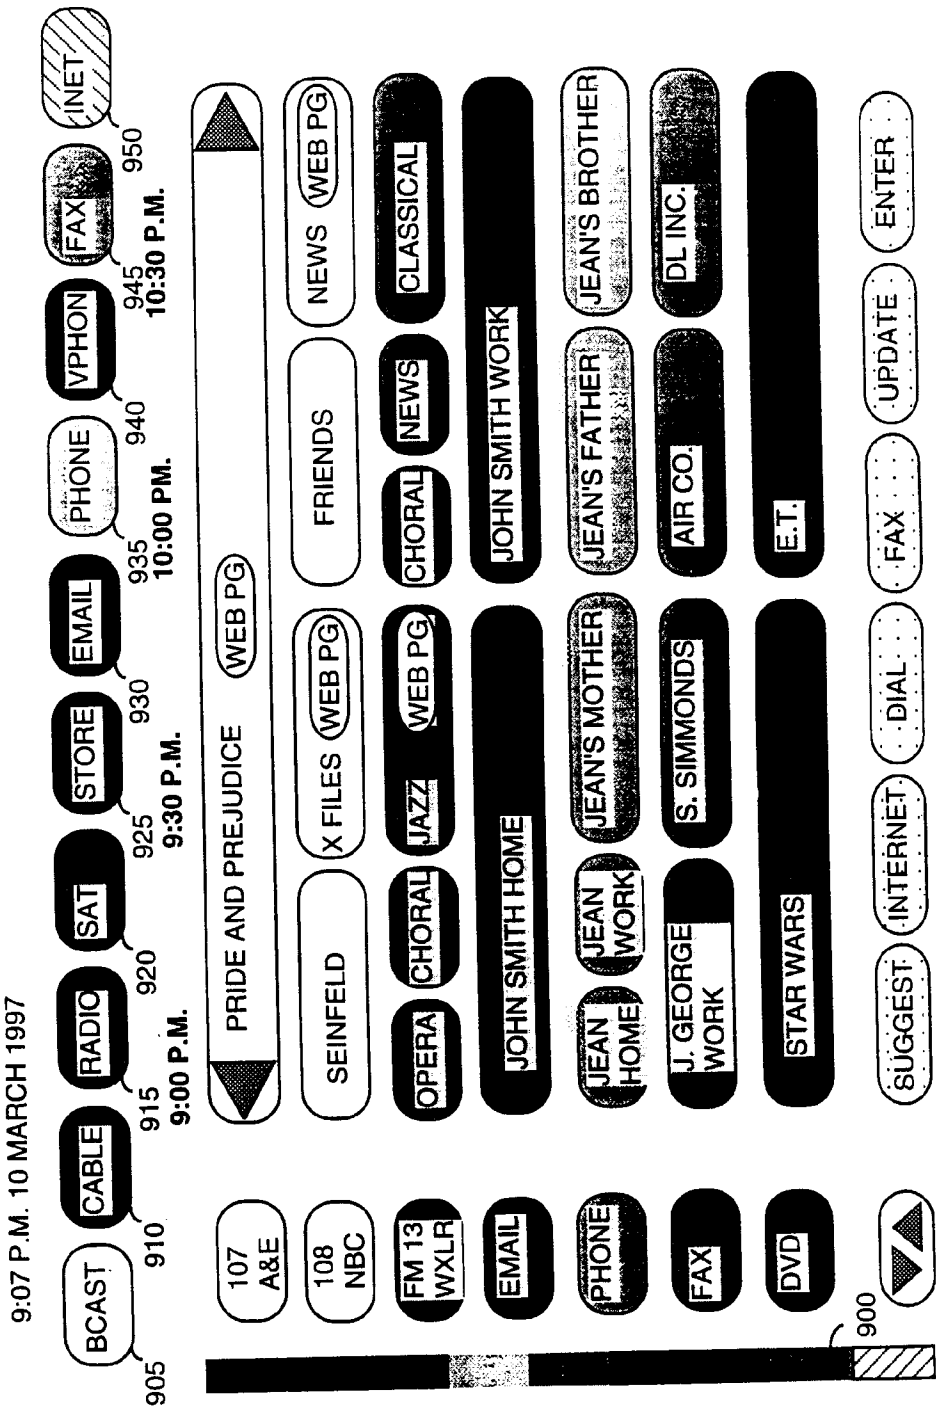 9:07 P.M. 10 MARCH 1997
BCAST CABLE RADIO SAT STORE EMAIL PHONE VPHON FAX INET
905 910 915 920 925 930 935 940 945 950
9:00 P.M. 9:30 P.M. 10:00 PM. 10:30 P.M.
107 A&E PRIDE AND PREJUDICE WEB PG
108 NBC SEINFELD X FILES WEB PG FRIENDS NEWS WEB PG
FM 13 WXLR OPERA CHORAL JAZZ WEB PG CHORAL NEWS CLASSICAL
EMAIL JOHN SMITH HOME JOHN SMITH WORK
PHONE JEAN HOME JEAN WORK JEAN'S MOTHER JEAN'S FATHER JEAN'S BROTHER
FAX J. GEORGE WORK S. SIMMONDS AIR CO. DL INC.
DVD STAR WARS E.T.
900
SUGGEST INTERNET DIAL FAX UPDATE ENTER